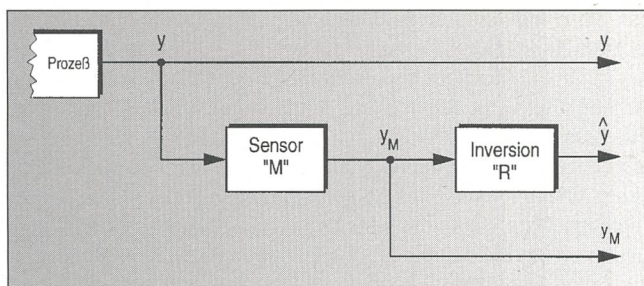 y
y
Prozeß
Sensor
"M"
y_M
Inversion
"R"
ŷ
y_M